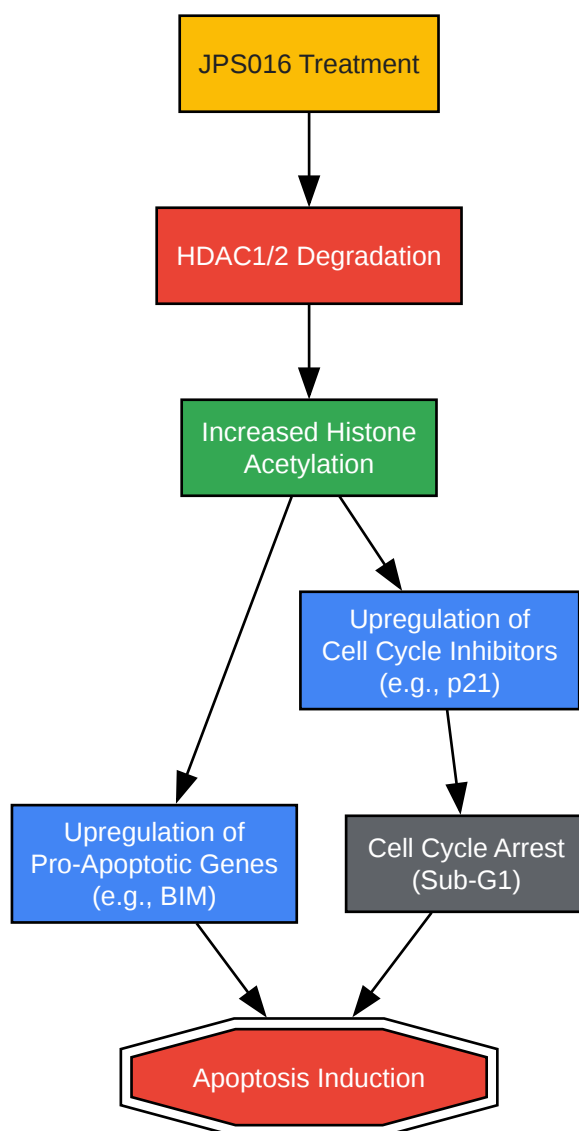 JPS016 Treatment
HDAC1/2 Degradation
Increased Histone
Acetylation
Upregulation of
Cell Cycle Inhibitors
(e.g., p21)
Upregulation of
Pro-Apoptotic Genes
(e.g., BIM)
Cell Cycle Arrest
(Sub-G1)
Apoptosis Induction